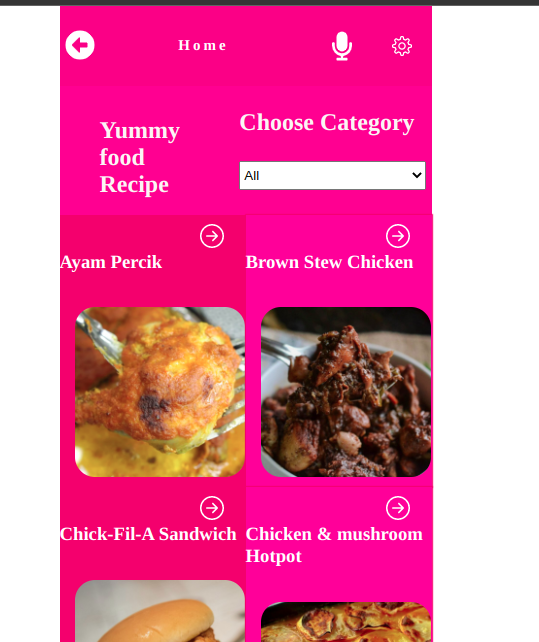 Home
Yummy
food
Recipe
Choose Category
All
Ayam Percik
Brown Stew Chicken
Chick-Fil-A Sandwich
Chicken & mushroom
Hotpot